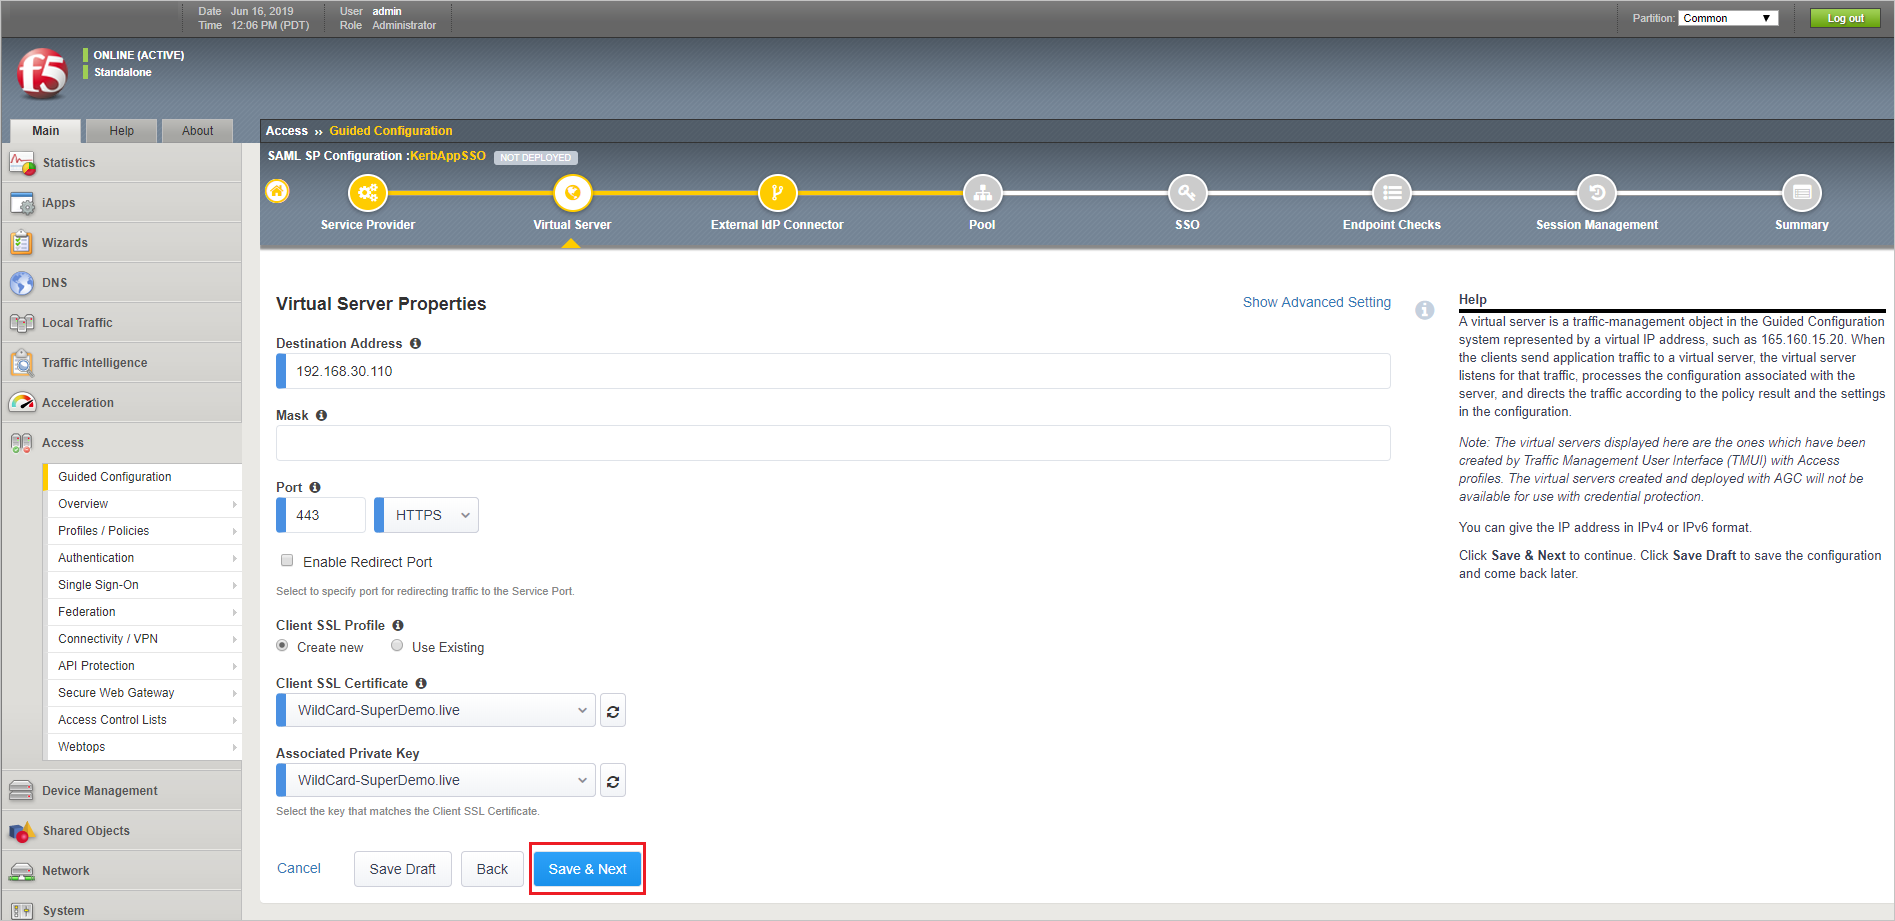 Date Jun 16, 2019
Time 12:06 PM (PDT)
User admin
Role Administrator
Partition: Common
Log out
f5
ONLINE (ACTIVE)
Standalone
Main
Help
About
Statistics
iApps
Wizards
DNS
Local Traffic
Traffic Intelligence
Acceleration
Access
Guided Configuration
Overview
Profiles / Policies
Authentication
Single Sign-On
Federation
Connectivity / VPN
API Protection
Secure Web Gateway
Access Control Lists
Webtops
Device Management
Shared Objects
Network
System
Access ›› Guided Configuration
SAML SP Configuration :KerbAppSSO NOT DEPLOYED
Service Provider
Virtual Server
External IdP Connector
Pool
SSO
Endpoint Checks
Session Management
Summary
Virtual Server Properties
Show Advanced Setting
Destination Address
192.168.30.110
Mask
Port
443
HTTPS
Enable Redirect Port
Select to specify port for redirecting traffic to the Service Port.
Client SSL Profile
Create new
Use Existing
Client SSL Certificate
WildCard-SuperDemo.live
Associated Private Key
WildCard-SuperDemo.live
Select the key that matches the Client SSL Certificate.
Cancel
Save Draft
Back
Save & Next
Help
A virtual server is a traffic-management object in the Guided Configuration
system represented by a virtual IP address, such as 165.160.15.20. When
the clients send application traffic to a virtual server, the virtual server
listens for that traffic, processes the configuration associated with the
server, and directs the traffic according to the policy result and the settings
in the configuration.
Note: The virtual servers displayed here are the ones which have been
created by Traffic Management User Interface (TMUI) with Access
profiles. The virtual servers created and deployed with AGC will not be
available for use with credential protection.
You can give the IP address in IPv4 or IPv6 format.
Click Save & Next to continue. Click Save Draft to save the configuration
and come back later.